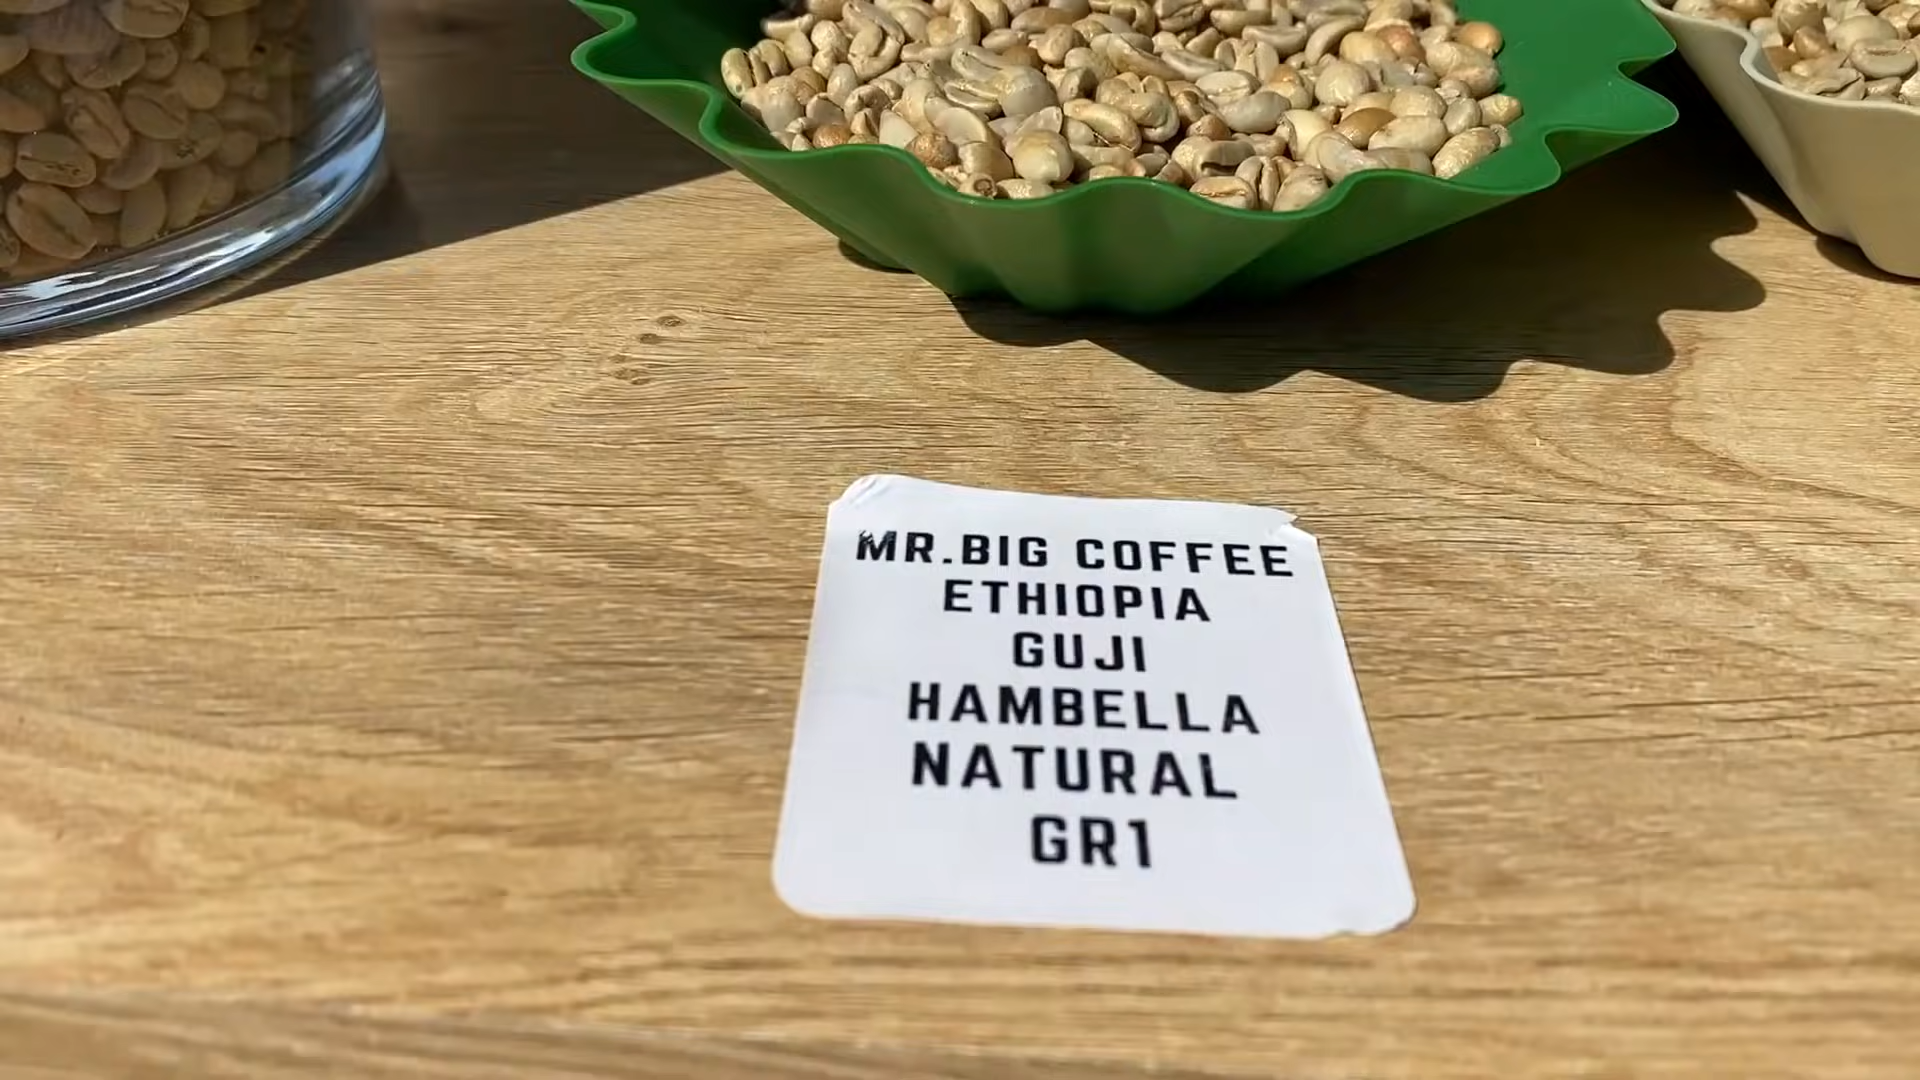 MR.BIG COFFEE
ETHIOPIA
GUJI
HAMBELLA
NATURAL
GR1